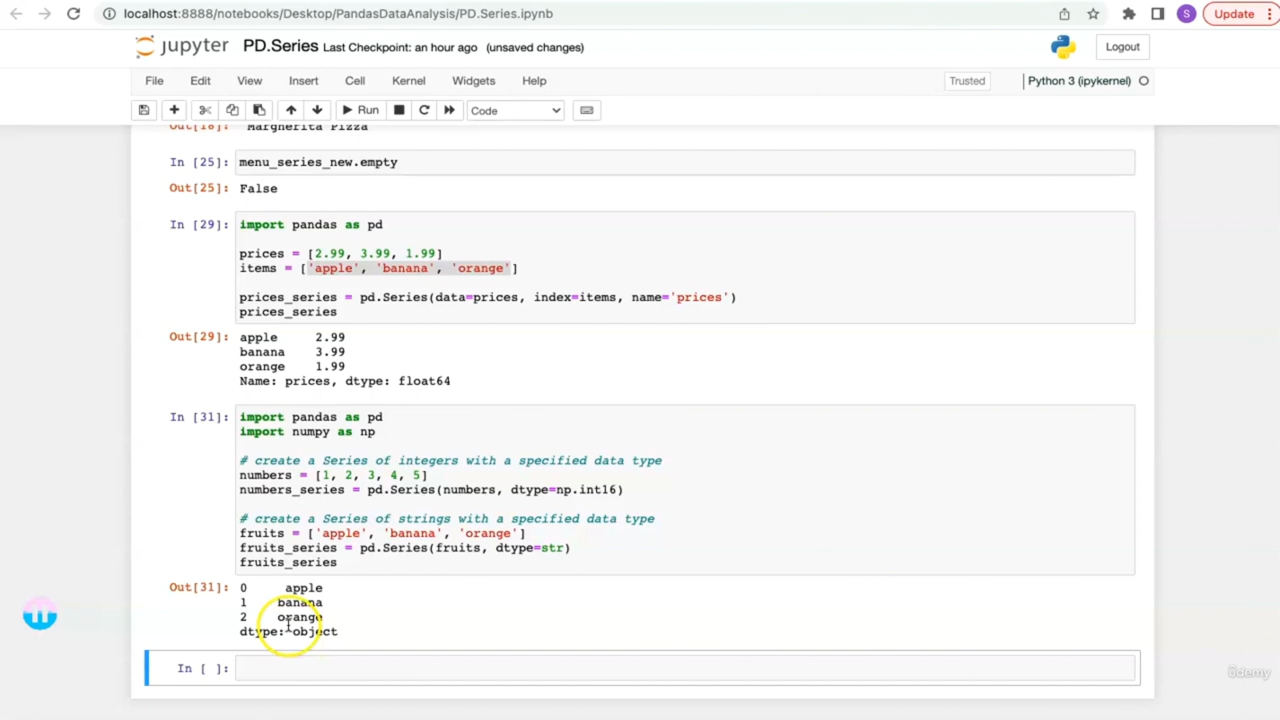 localhost:8888/notebooks/Desktop/PandasDataAnalysis/PD.Series.ipynb
S
Update
jupyter PD.Series Last Checkpoint: an hour ago (unsaved changes)
Logout
File Edit View Insert Cell Kernel Widgets Help
Trusted
Python 3 (ipykernel)
Run
Code
Out[18]: 'Margherita Pizza'
In [25]: menu_series_new.empty
Out[25]: False
In [29]: import pandas as pd
prices = [2.99, 3.99, 1.99]
items = ['apple', 'banana', 'orange']
prices_series = pd.Series(data=prices, index=items, name='prices')
prices_series
Out[29]: apple 2.99
banana 3.99
orange 1.99
Name: prices, dtype: float64
In [31]: import pandas as pd
import numpy as np
# create a Series of integers with a specified data type
numbers = [1, 2, 3, 4, 5]
numbers_series = pd.Series(numbers, dtype=np.int16)
# create a Series of strings with a specified data type
fruits = ['apple', 'banana', 'orange']
fruits_series = pd.Series(fruits, dtype=str)
fruits_series
Out[31]: 0 apple
1 banana
2 orange
dtype: object
In [ ]:
ûdemy